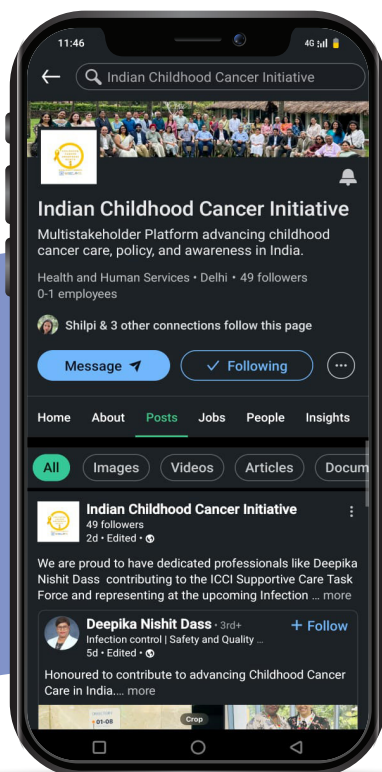 11:46
4G
Indian Childhood Cancer Initiative
Indian Childhood Cancer Initiative
Multistakeholder Platform advancing childhood
cancer care, policy, and awareness in India.
Health and Human Services • Delhi • 49 followers
0-1 employees
Shilpi & 3 other connections follow this page
Message
Following
Home About Posts Jobs People Insights
All Images Videos Articles Docum
Indian Childhood Cancer Initiative
49 followers
2d • Edited •
We are proud to have dedicated professionals like Deepika
Nishit Dass contributing to the ICCI Supportive Care Task
Force and representing at the upcoming Infection ... more
Deepika Nishit Dass • 3rd+
+ Follow
Infection control | Safety and Quality ...
5d • Edited •
Honoured to contribute to advancing Childhood Cancer
Care in India.... more
01-08
Crop